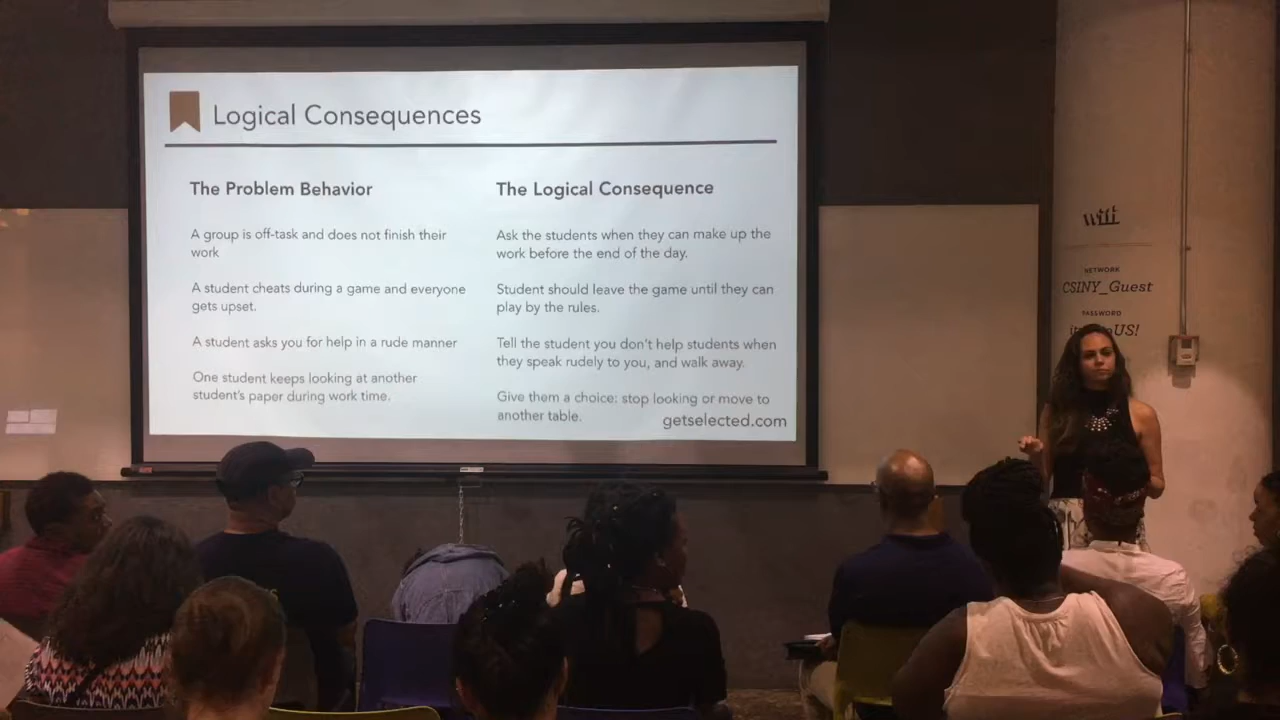 Logical Consequences
The Problem Behavior
A group is off-task and does not finish their
work
A student cheats during a game and everyone
gets upset.
A student asks you for help in a rude manner
One student keeps looking at another
student's paper during work time.
The Logical Consequence
Ask the students when they can make up the
work before the end of the day.
Student should leave the game until they can
play by the rules.
Tell the student you don't help students when
they speak rudely to you, and walk away.
Give them a choice: stop looking or move to
another table.
getselected.com
wifi
NETWORK
CSINY_Guest
PASSWORD